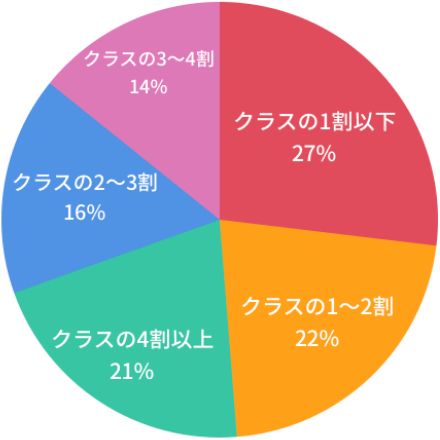 クラスの3〜4割
14%
クラスの1割以下
27%
クラスの2〜3割
16%
クラスの1〜2割
22%
クラスの4割以上
21%